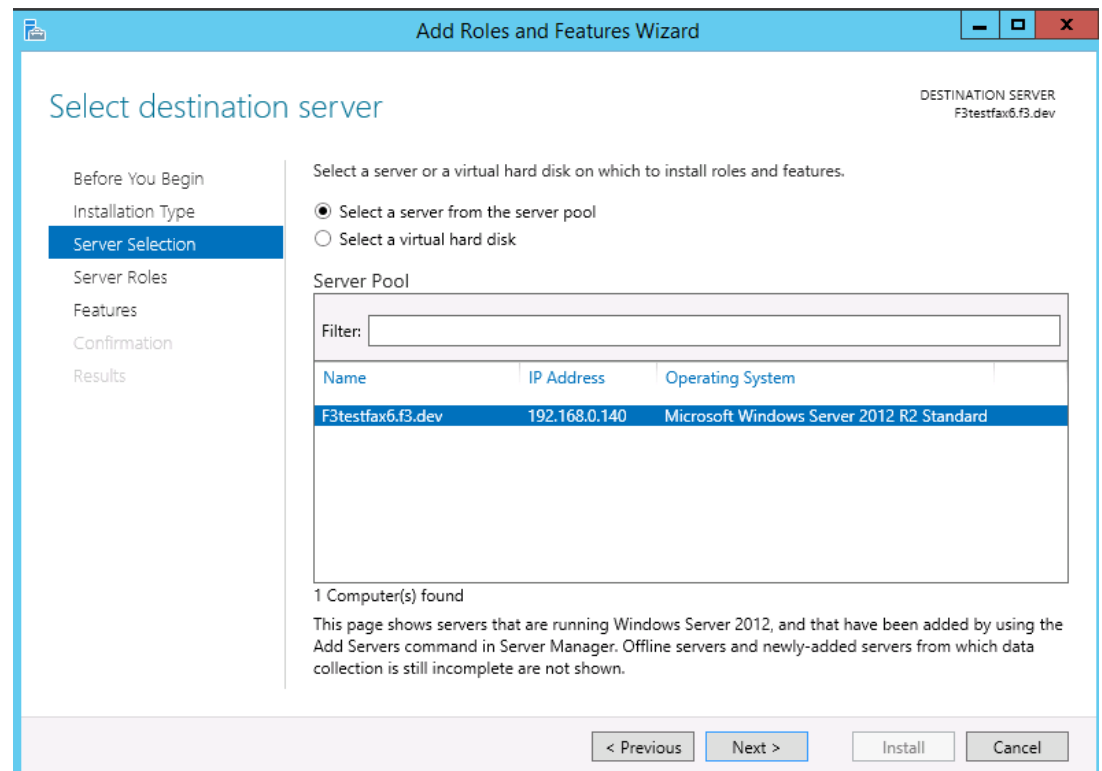 Add Roles and Features Wizard
Select destination server
DESTINATION SERVER
F3testfax6.f3.dev
Before You Begin
Installation Type
Server Selection
Server Roles
Features
Confirmation
Results
Select a server or a virtual hard disk on which to install roles and features.
Select a server from the server pool
Select a virtual hard disk
Server Pool
Filter:
Name IP Address Operating System
F3testfax6.f3.dev 192.168.0.140 Microsoft Windows Server 2012 R2 Standard
1 Computer(s) found
This page shows servers that are running Windows Server 2012, and that have been added by using the
Add Servers command in Server Manager. Offline servers and newly-added servers from which data
collection is still incomplete are not shown.
< Previous Next > Install Cancel